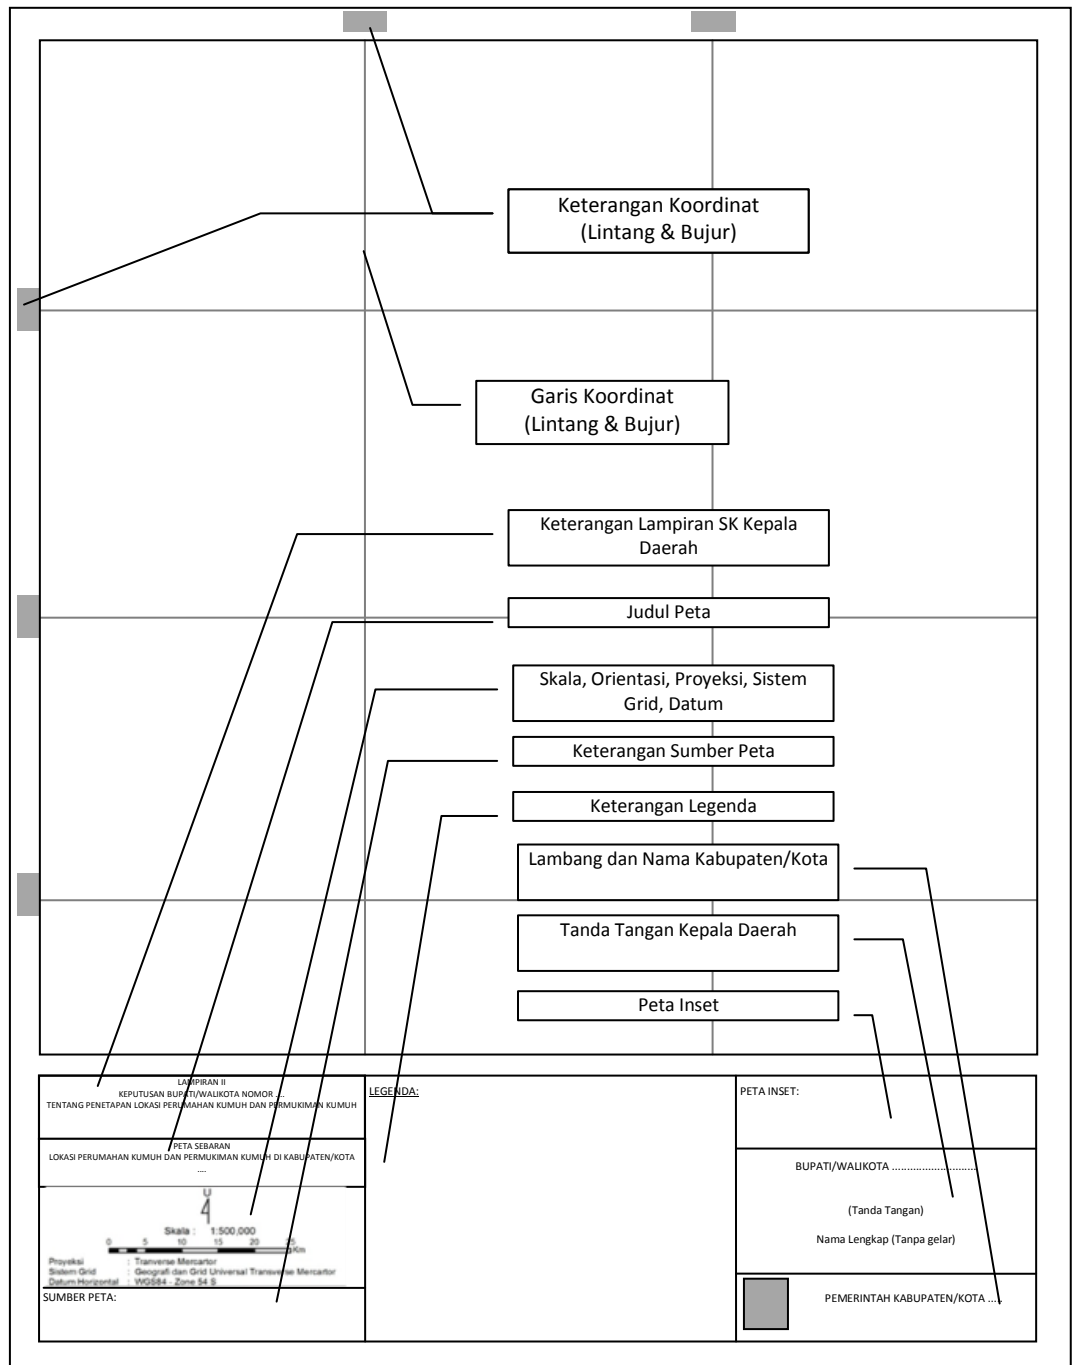 Keterangan Koordinat
(Lintang & Bujur)
Garis Koordinat
(Lintang & Bujur)
Keterangan Lampiran SK Kepala
Daerah
Judul Peta
Skala, Orientasi, Proyeksi, Sistem
Grid, Datum
Keterangan Sumber Peta
Keterangan Legenda
Lambang dan Nama Kabupaten/Kota
Tanda Tangan Kepala Daerah
Peta Inset
LAMPIRAN II
KEPUTUSAN BUPATI/WALIKOTA NOMOR ....
TENTANG PENETAPAN LOKASI PERUMAHAN KUMUH DAN PERMUKIMAN KUMUH
PETA SEBARAN
LOKASI PERUMAHAN KUMUH DAN PERMUKIMAN KUMUH DI KABUPATEN/KOTA
....
U
Skala : 1:500,000
0 5 10 15 20 25
Km
Proyeksi : Tranverse Mercartor
Sistem Grid : Geografi dan Grid Universal Transverse Mercartor
Datum Horizontal : WGS84 - Zone 54 S
SUMBER PETA:
LEGENDA:
PETA INSET:
BUPATI/WALIKOTA ............................
(Tanda Tangan)
Nama Lengkap (Tanpa gelar)
PEMERINTAH KABUPATEN/KOTA .....